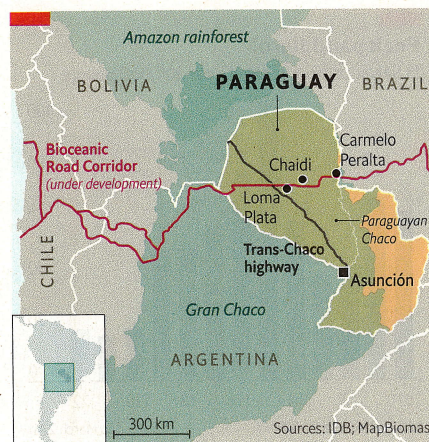 Amazon rainforest
BOLIVIA
PARAGUAY
BRAZIL
Bioceanic
Road Corridor
(under development)
Carmelo
Peralta
Chaidi
Loma
Plata
Paraguayan
Chaco
Trans-Chaco
highway
CHILE
Asunción
Gran Chaco
ARGENTINA
300 km
Sources: IDB; MapBiomas